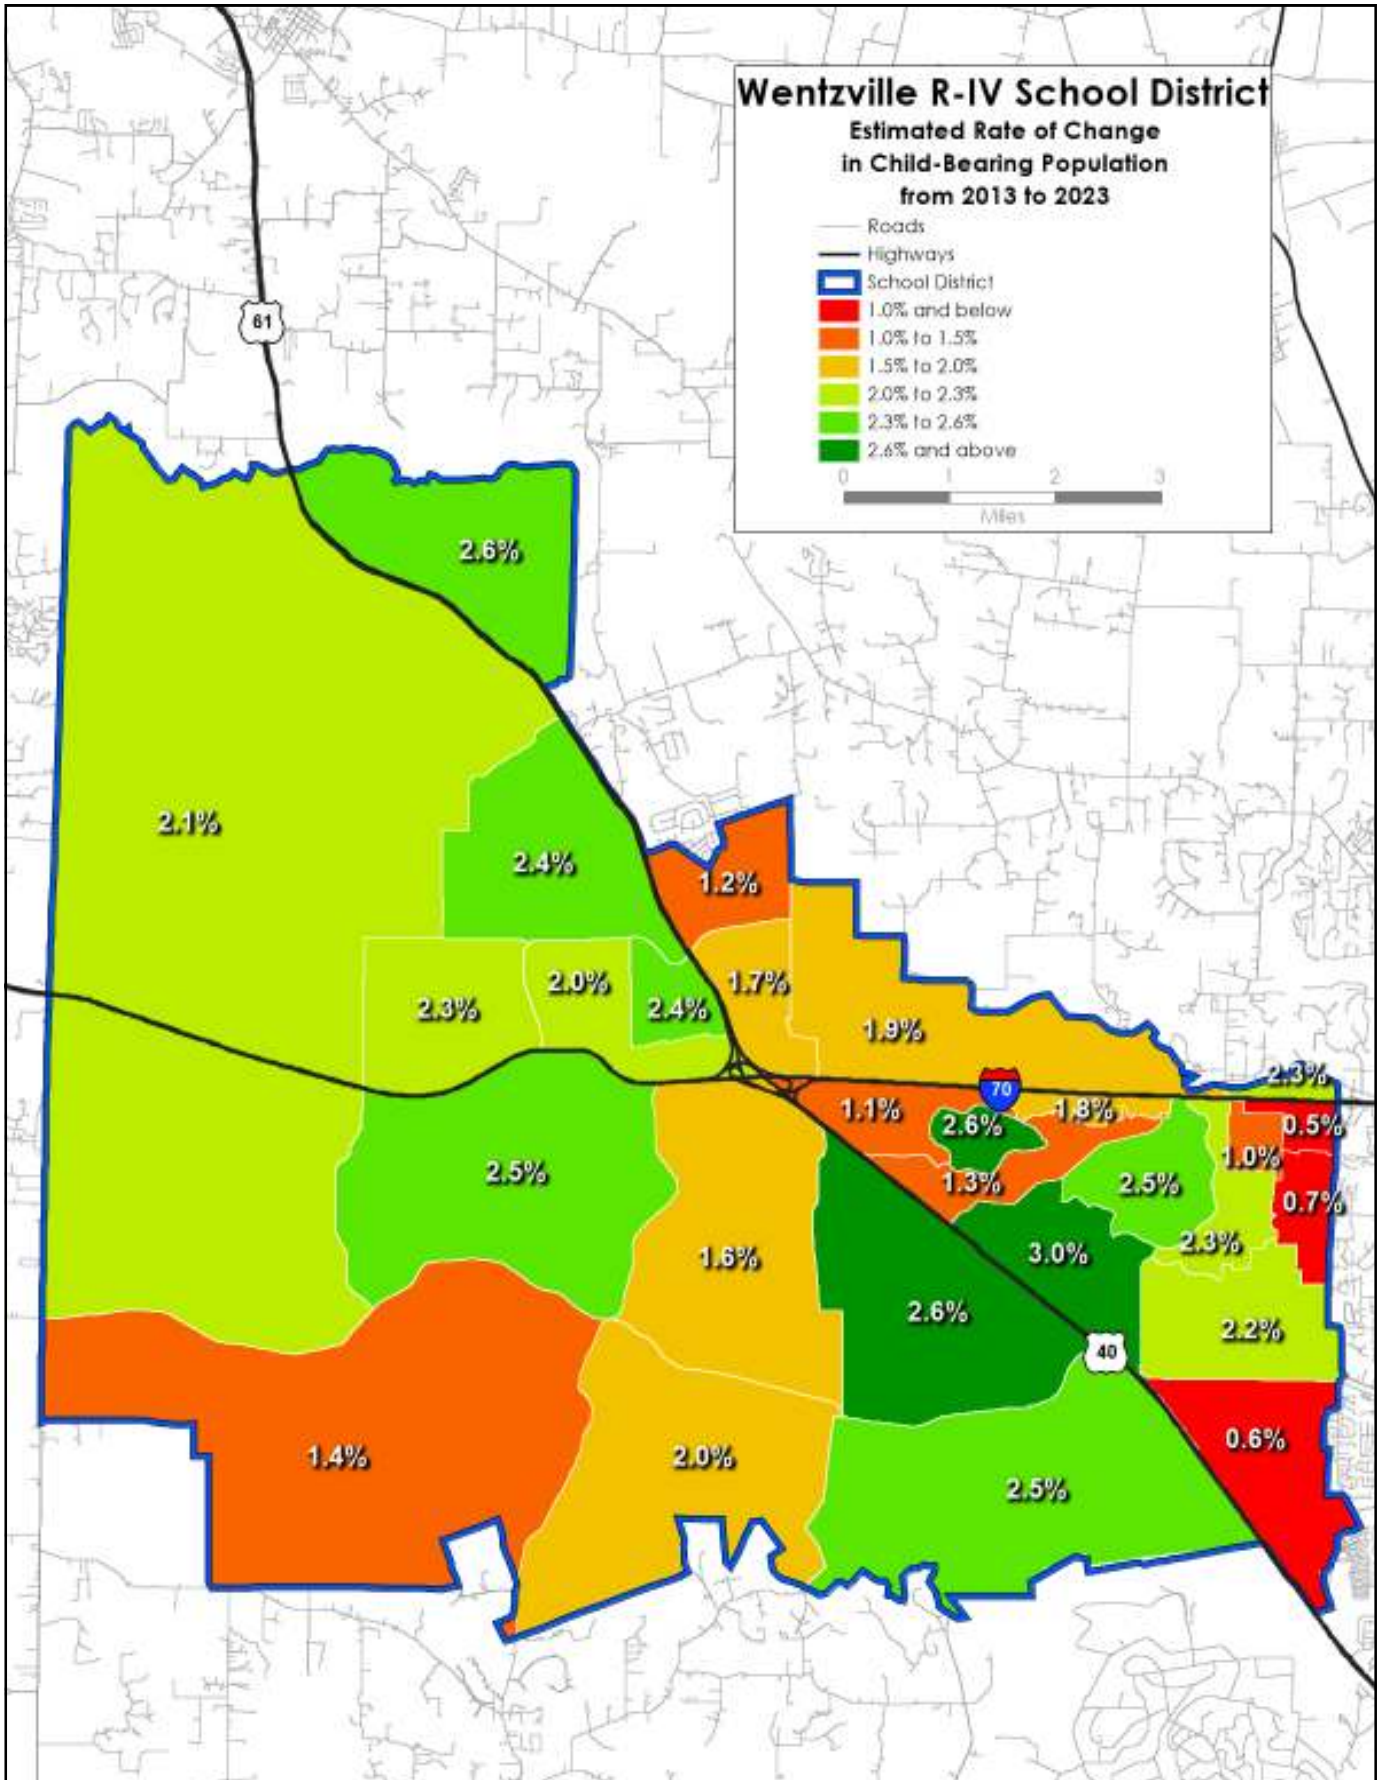 Wentzville R-IV School District
Estimated Rate of Change
in Child-Bearing Population
from 2013 to 2023
Roads
Highways
School District
1.0% and below
1.0% to 1.5%
1.5% to 2.0%
2.0% to 2.3%
2.3% to 2.6%
2.6% and above
0 1 2 3
Miles
61
2.6%
2.1%
2.4%
1.2%
2.3%
2.0%
2.4%
1.7%
1.9%
2.3%
70
1.1%
2.6%
1.8%
0.5%
1.0%
2.5%
1.3%
2.5%
0.7%
1.6%
3.0%
2.3%
2.6%
2.2%
40
1.4%
2.0%
2.5%
0.6%